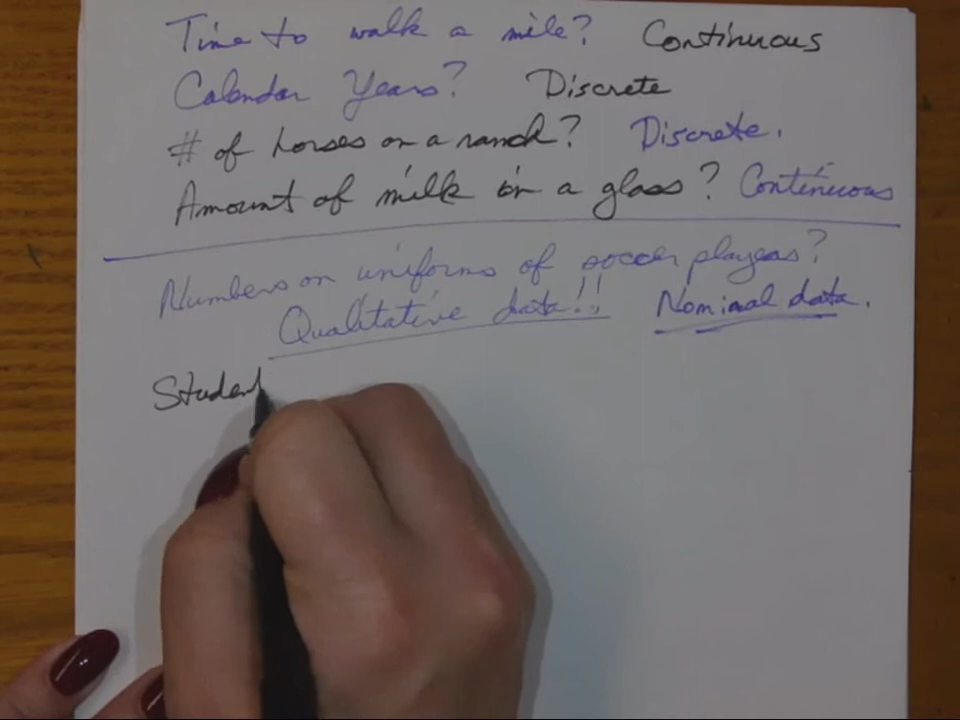 Time to walk a mile? Continuous
Calendar Years? Discrete
# of horses on a ranch? Discrete.
Amount of milk in a glass? Continuous
Numbers on uniforms of soccer players?
Qualitative data!! Nominal data.
Student